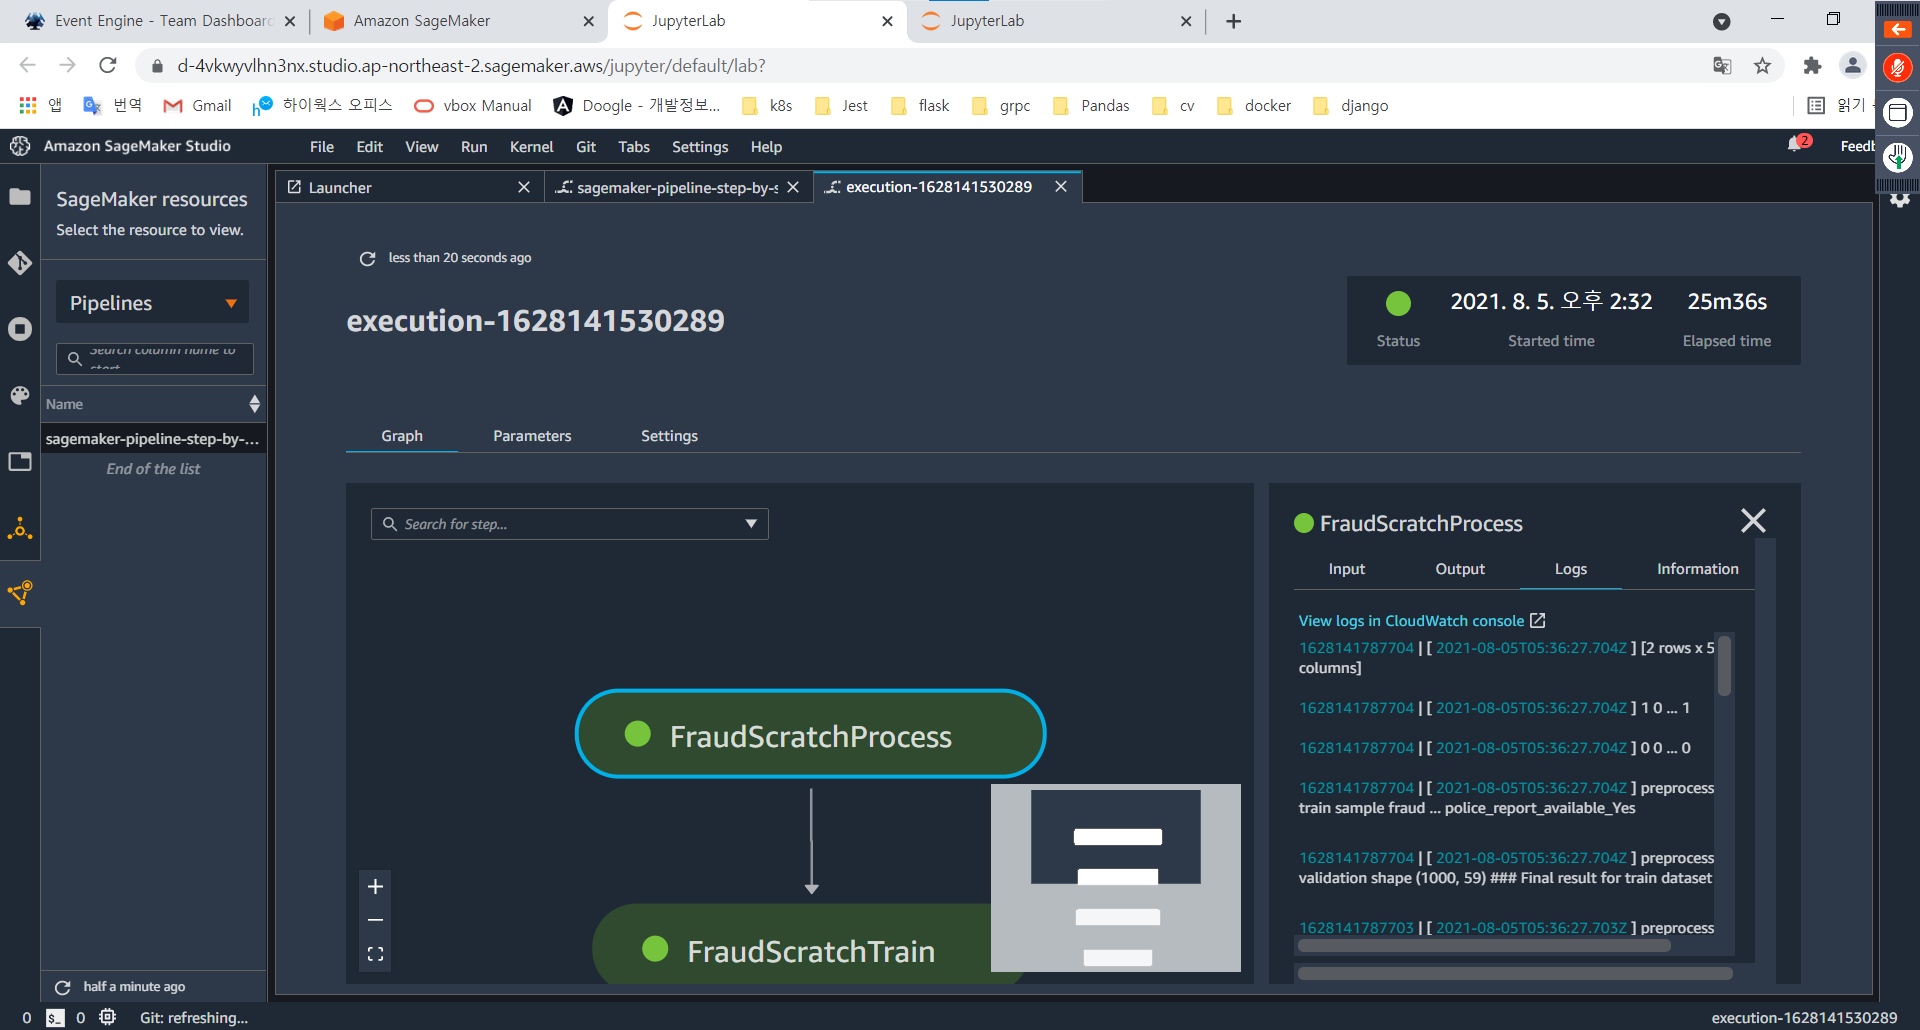 Event Engine - Team Dashboard
Amazon SageMaker
JupyterLab
JupyterLab
d-4vkwyvlhn3nx.studio.ap-northeast-2.sagemaker.aws/jupyter/default/lab?
앱
번역
Gmail
하이웍스 오피스
vbox Manual
Doogle - 개발정보...
k8s
Jest
flask
grpc
Pandas
cv
docker
django
읽기
Amazon SageMaker Studio
File Edit View Run Kernel Git Tabs Settings Help
2
Feedb
SageMaker resources
Select the resource to view.
Pipelines
Search column name to
start
Name
sagemaker-pipeline-step-by-...
End of the list
half a minute ago
Launcher
sagemaker-pipeline-step-by-s
execution-1628141530289
less than 20 seconds ago
execution-1628141530289
2021. 8. 5. 오후 2:32
25m36s
Status
Started time
Elapsed time
Graph
Parameters
Settings
Search for step...
FraudScratchProcess
FraudScratchTrain
FraudScratchProcess
Input
Output
Logs
Information
View logs in CloudWatch console
1628141787704 | [ 2021-08-05T05:36:27.704Z ] [2 rows x 5
columns]
1628141787704 | [ 2021-08-05T05:36:27.704Z ] 1 0 ... 1
1628141787704 | [ 2021-08-05T05:36:27.704Z ] 0 0 ... 0
1628141787704 | [ 2021-08-05T05:36:27.704Z ] preprocess
train sample fraud ... police_report_available_Yes
1628141787704 | [ 2021-08-05T05:36:27.704Z ] preprocess
validation shape (1000, 59) ### Final result for train dataset
1628141787703 | [ 2021-08-05T05:36:27.703Z ] preprocess
0
$_
0
Git: refreshing...
execution-1628141530289